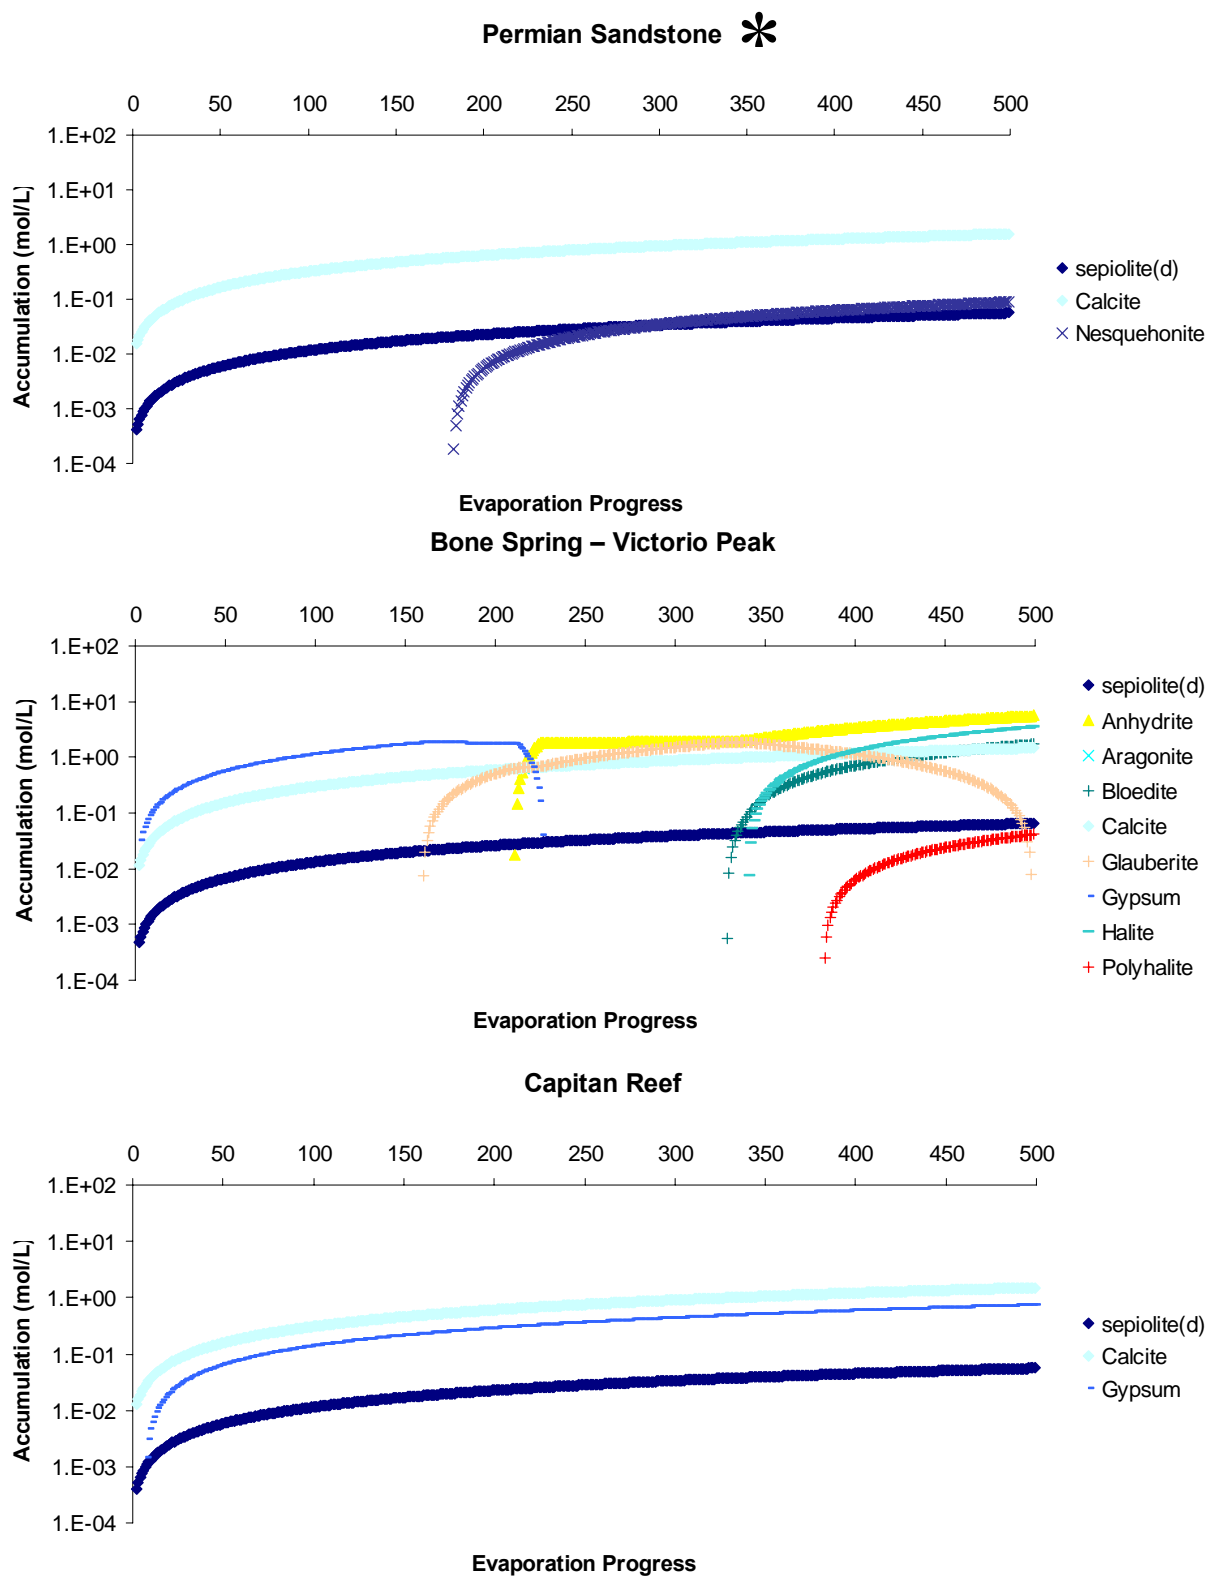 Permian Sandstone *
0 50 100 150 200 250 300 350 400 450 500
1.E+02
1.E+01
1.E+00
1.E-01
1.E-02
1.E-03
1.E-04
Accumulation (mol/L)
sepiolite(d)
Calcite
Nesquehonite
Evaporation Progress
Bone Spring – Victorio Peak
0 50 100 150 200 250 300 350 400 450 500
1.E+02
1.E+01
1.E+00
1.E-01
1.E-02
1.E-03
1.E-04
Accumulation (mol/L)
sepiolite(d)
Anhydrite
Aragonite
Bloedite
Calcite
Glauberite
Gypsum
Halite
Polyhalite
Evaporation Progress
Capitan Reef
0 50 100 150 200 250 300 350 400 450 500
1.E+02
1.E+01
1.E+00
1.E-01
1.E-02
1.E-03
1.E-04
Accumulation (mol/L)
sepiolite(d)
Calcite
Gypsum
Evaporation Progress